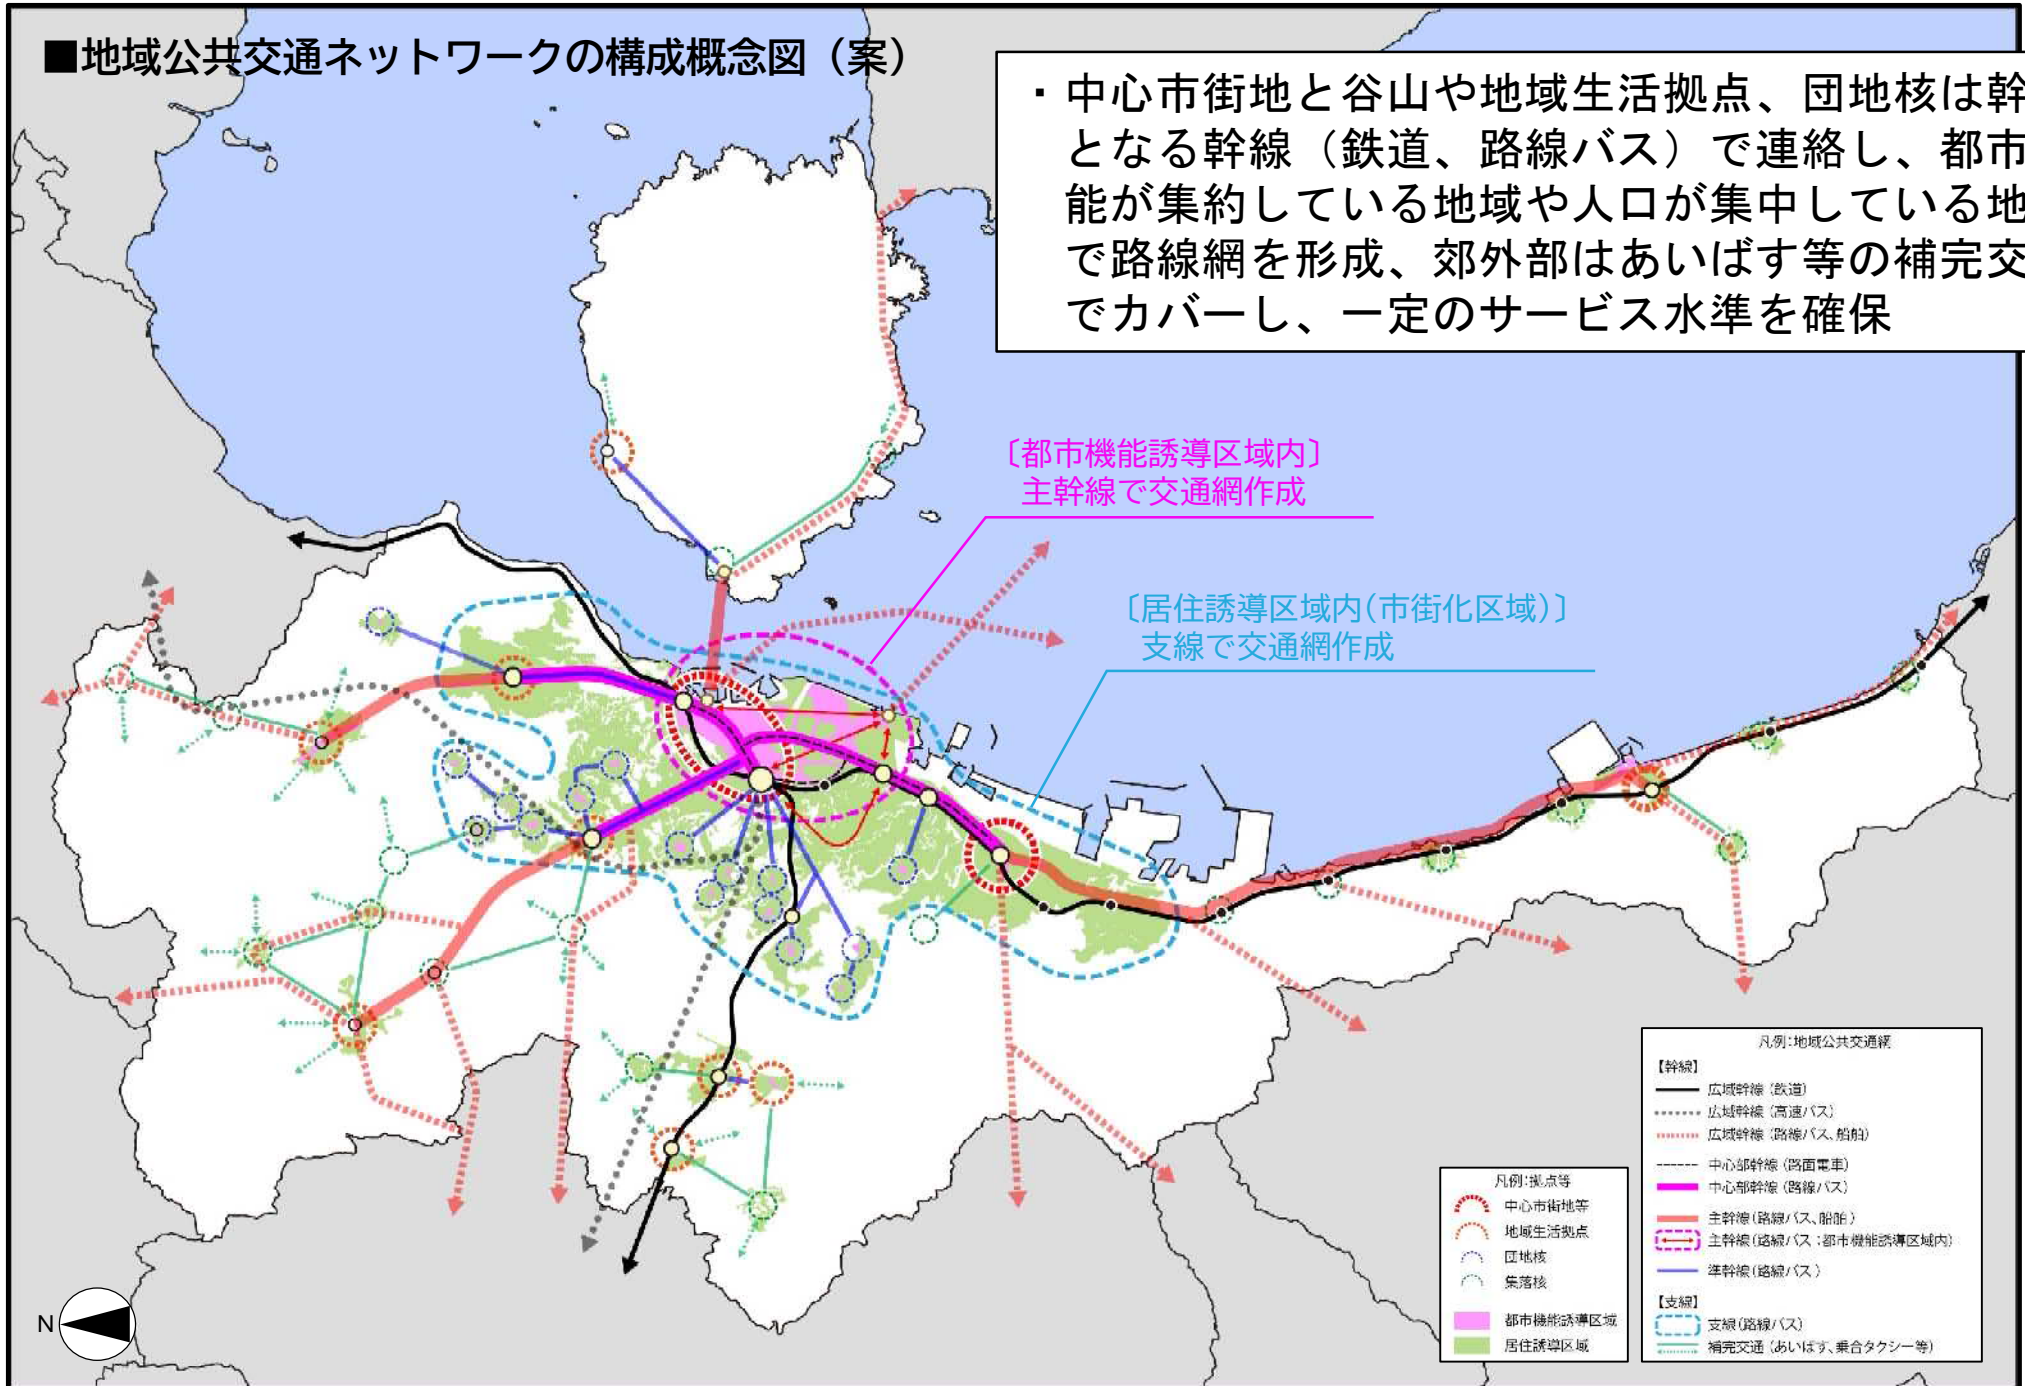 ■地域公共交通ネットワークの構成概念図（案）
・中心市街地と谷山や地域生活拠点、団地核は幹
となる幹線（鉄道、路線バス）で連絡し、都市
能が集約している地域や人口が集中している地
で路線網を形成、郊外部はあいばす等の補完交
でカバーし、一定のサービス水準を確保
〔都市機能誘導区域内〕
主幹線で交通網作成
〔居住誘導区域内(市街化区域)〕
支線で交通網作成
凡例:拠点等
中心市街地等
地域生活拠点
団地核
集落核
都市機能誘導区域
居住誘導区域
凡例:地域公共交通網
【幹線】
広域幹線(鉄道)
広域幹線(高速バス)
広域幹線(路線バス、船舶)
中心部幹線(路面電車)
中心部幹線(路線バス)
主幹線(路線バス、船舶)
主幹線(路線バス:都市機能誘導区域内)
準幹線(路線バス)
【支線】
支線(路線バス)
補完交通(あいばす、乗合タクシー等)
N